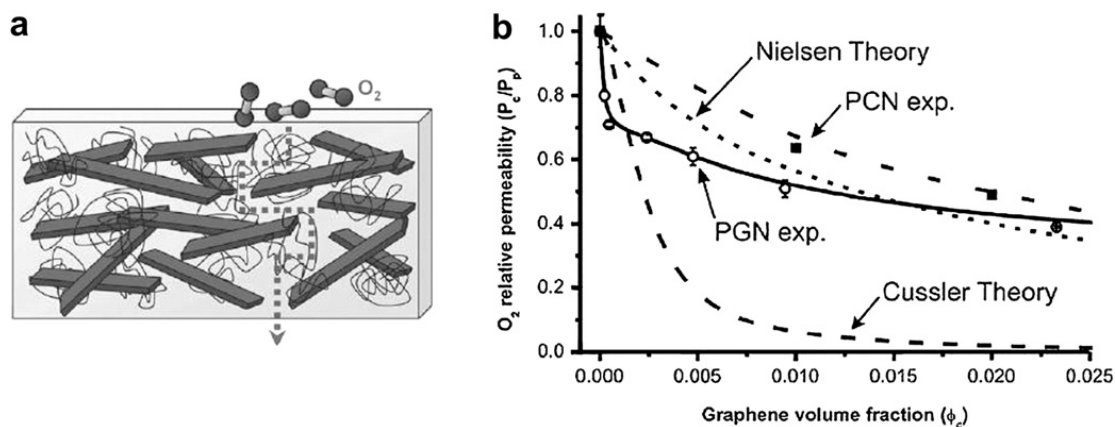 a
O2
b
O2 relative permeability (Pc/Pp)
1.0
0.8
0.6
0.4
0.2
0.0
Nielsen Theory
PCN exp.
PGN exp.
Cussler Theory
0.000 0.005 0.010 0.015 0.020 0.025
Graphene volume fraction (ϕc)